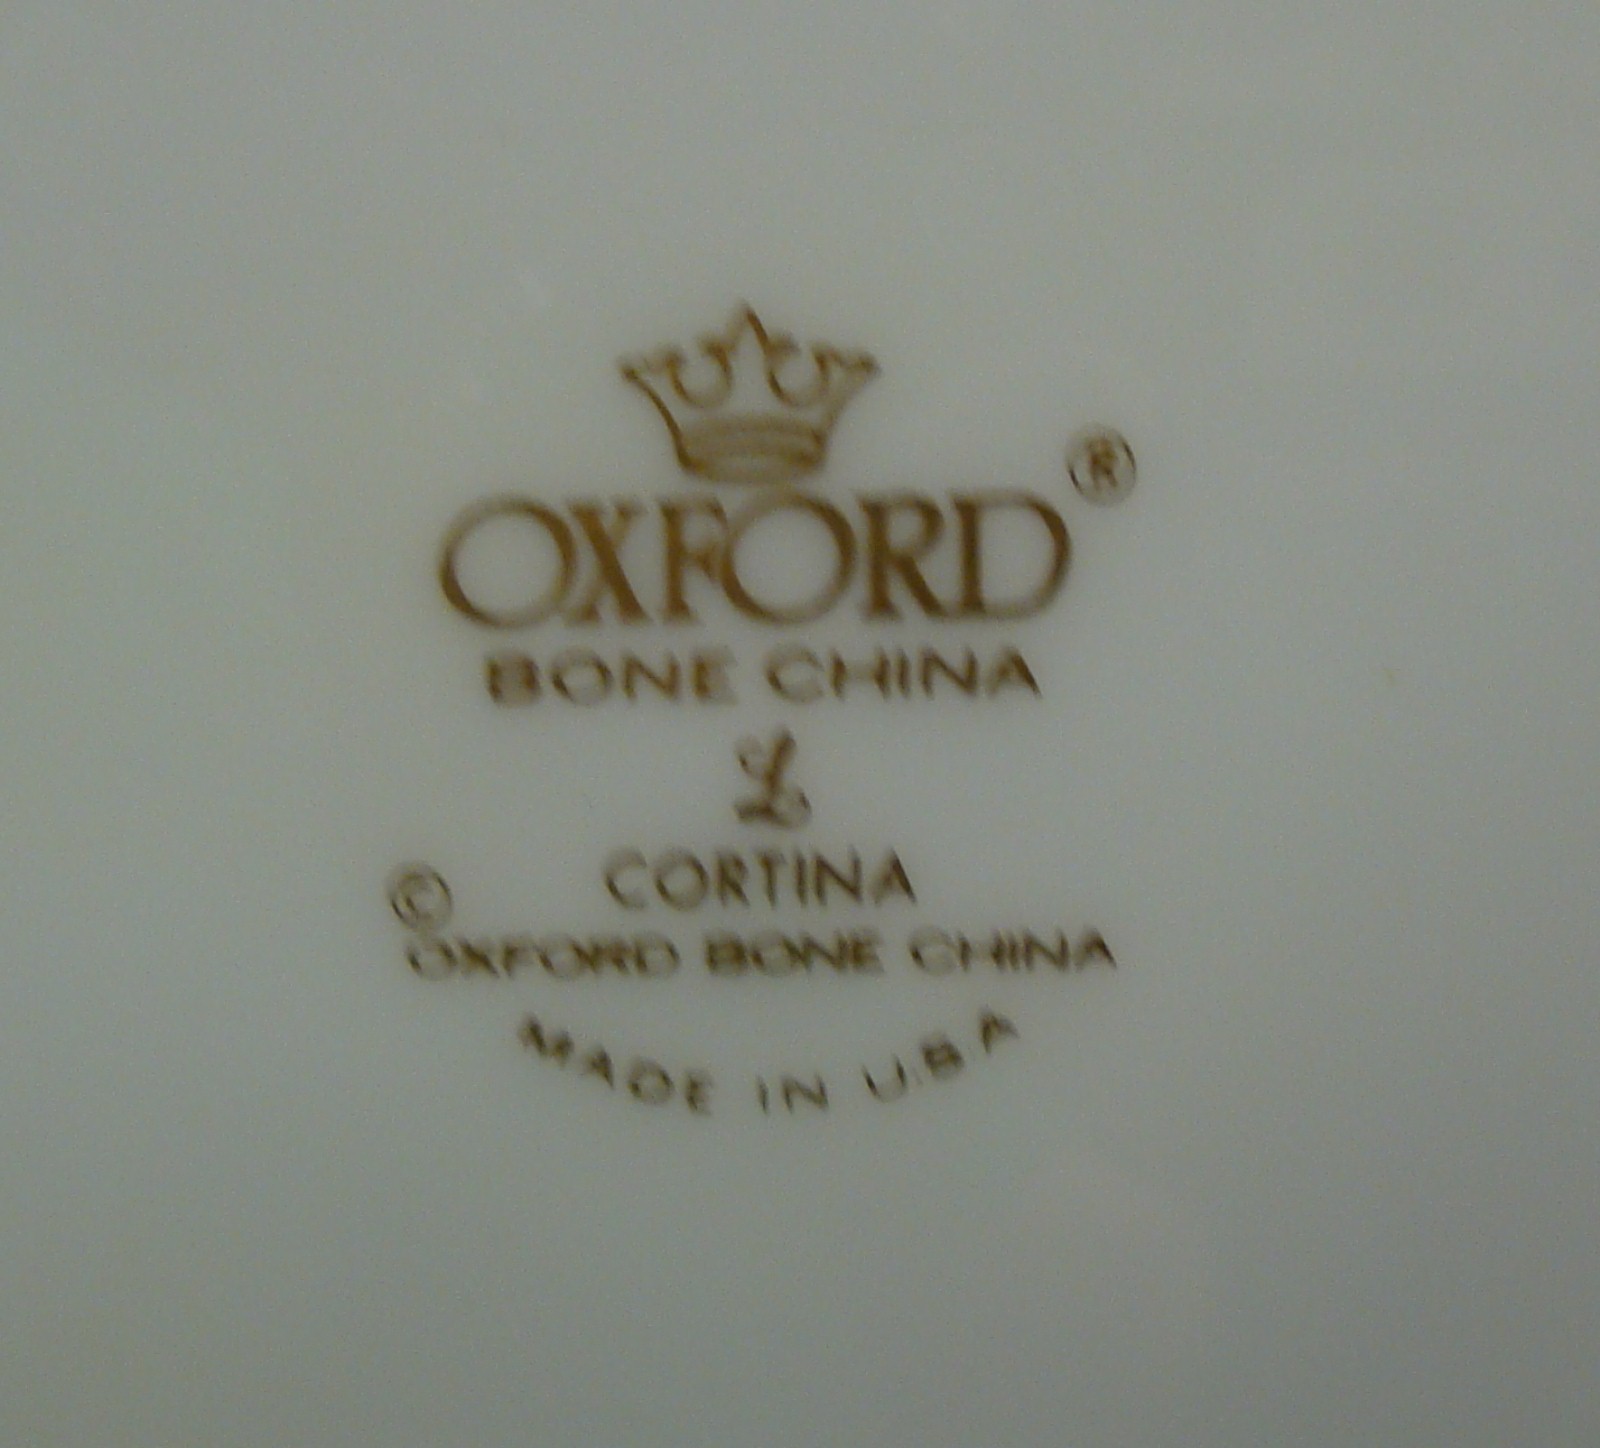 OXFORD ®
BONE CHINA
L
CORTINA
© OXFORD BONE CHINA
MADE IN U.S.A